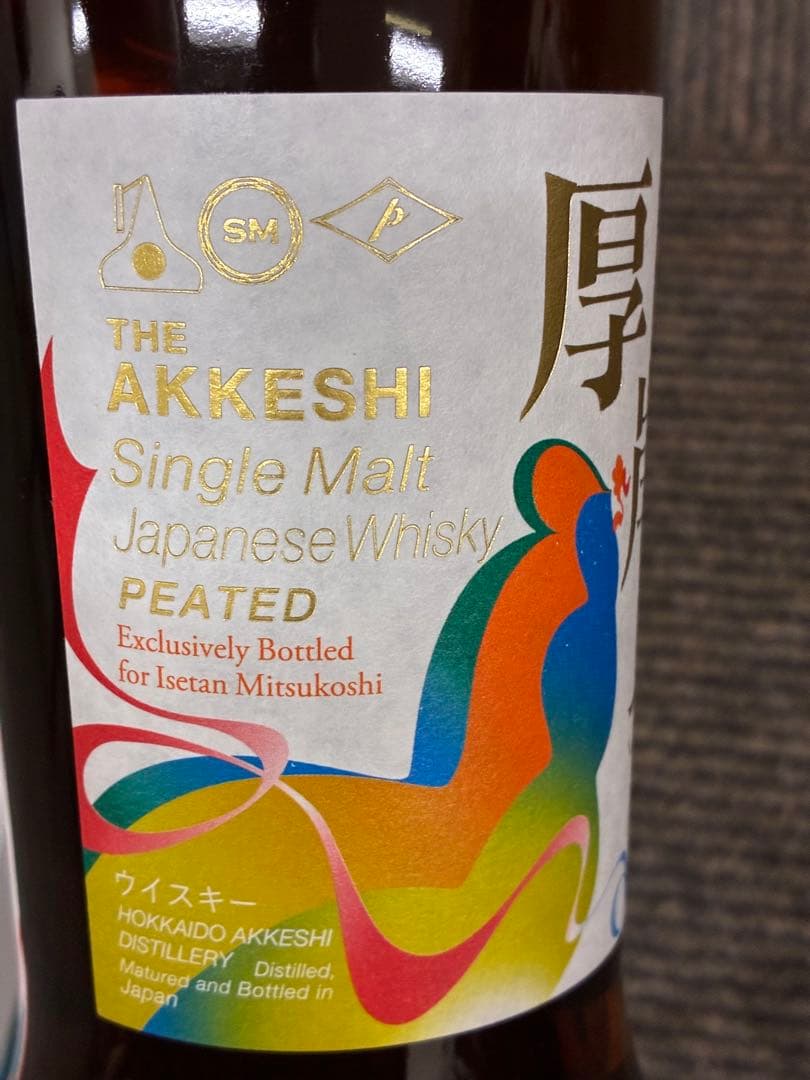 SM
p
THE
AKKESHI
Single Malt
Japanese Whisky
PEATED
Exclusively Bottled
for Isetan Mitsukoshi
厚岸
ウイスキー
HOKKAIDO AKKESHI
DISTILLERY Distilled,
Matured and Bottled in
Japan